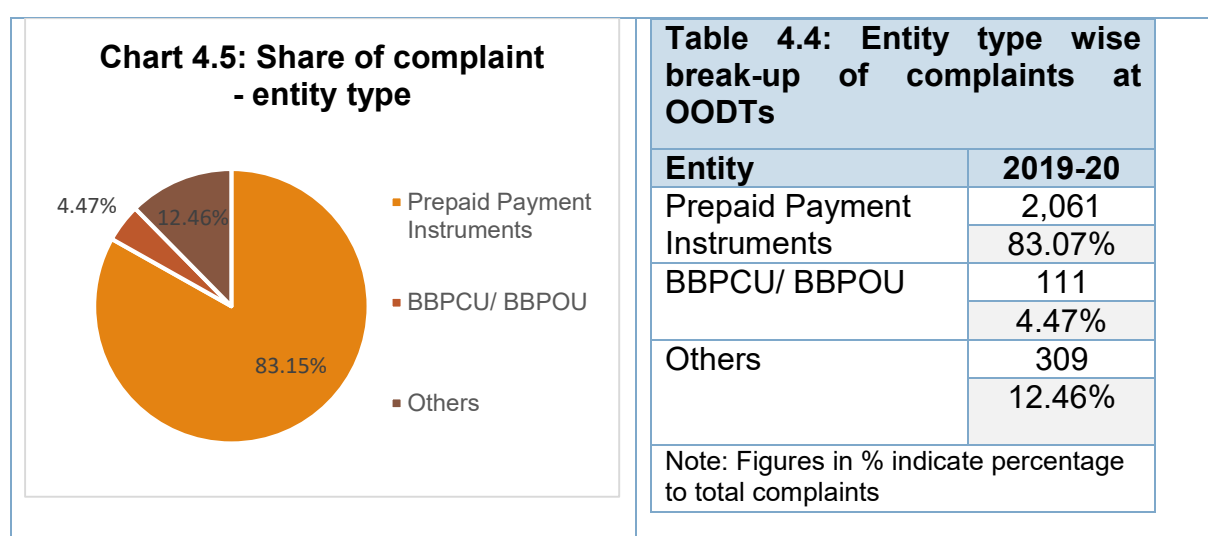 Chart 4.5: Share of complaint
- entity type
4.47%
12.46%
83.15%
Prepaid Payment
Instruments
BBPCU/ BBPOU
Others
Table 4.4: Entity type wise
break-up of complaints at
OODTs
Entity 2019-20
Prepaid Payment 2,061
Instruments 83.07%
BBPCU/ BBPOU 111
4.47%
Others 309
12.46%
Note: Figures in % indicate percentage
to total complaints